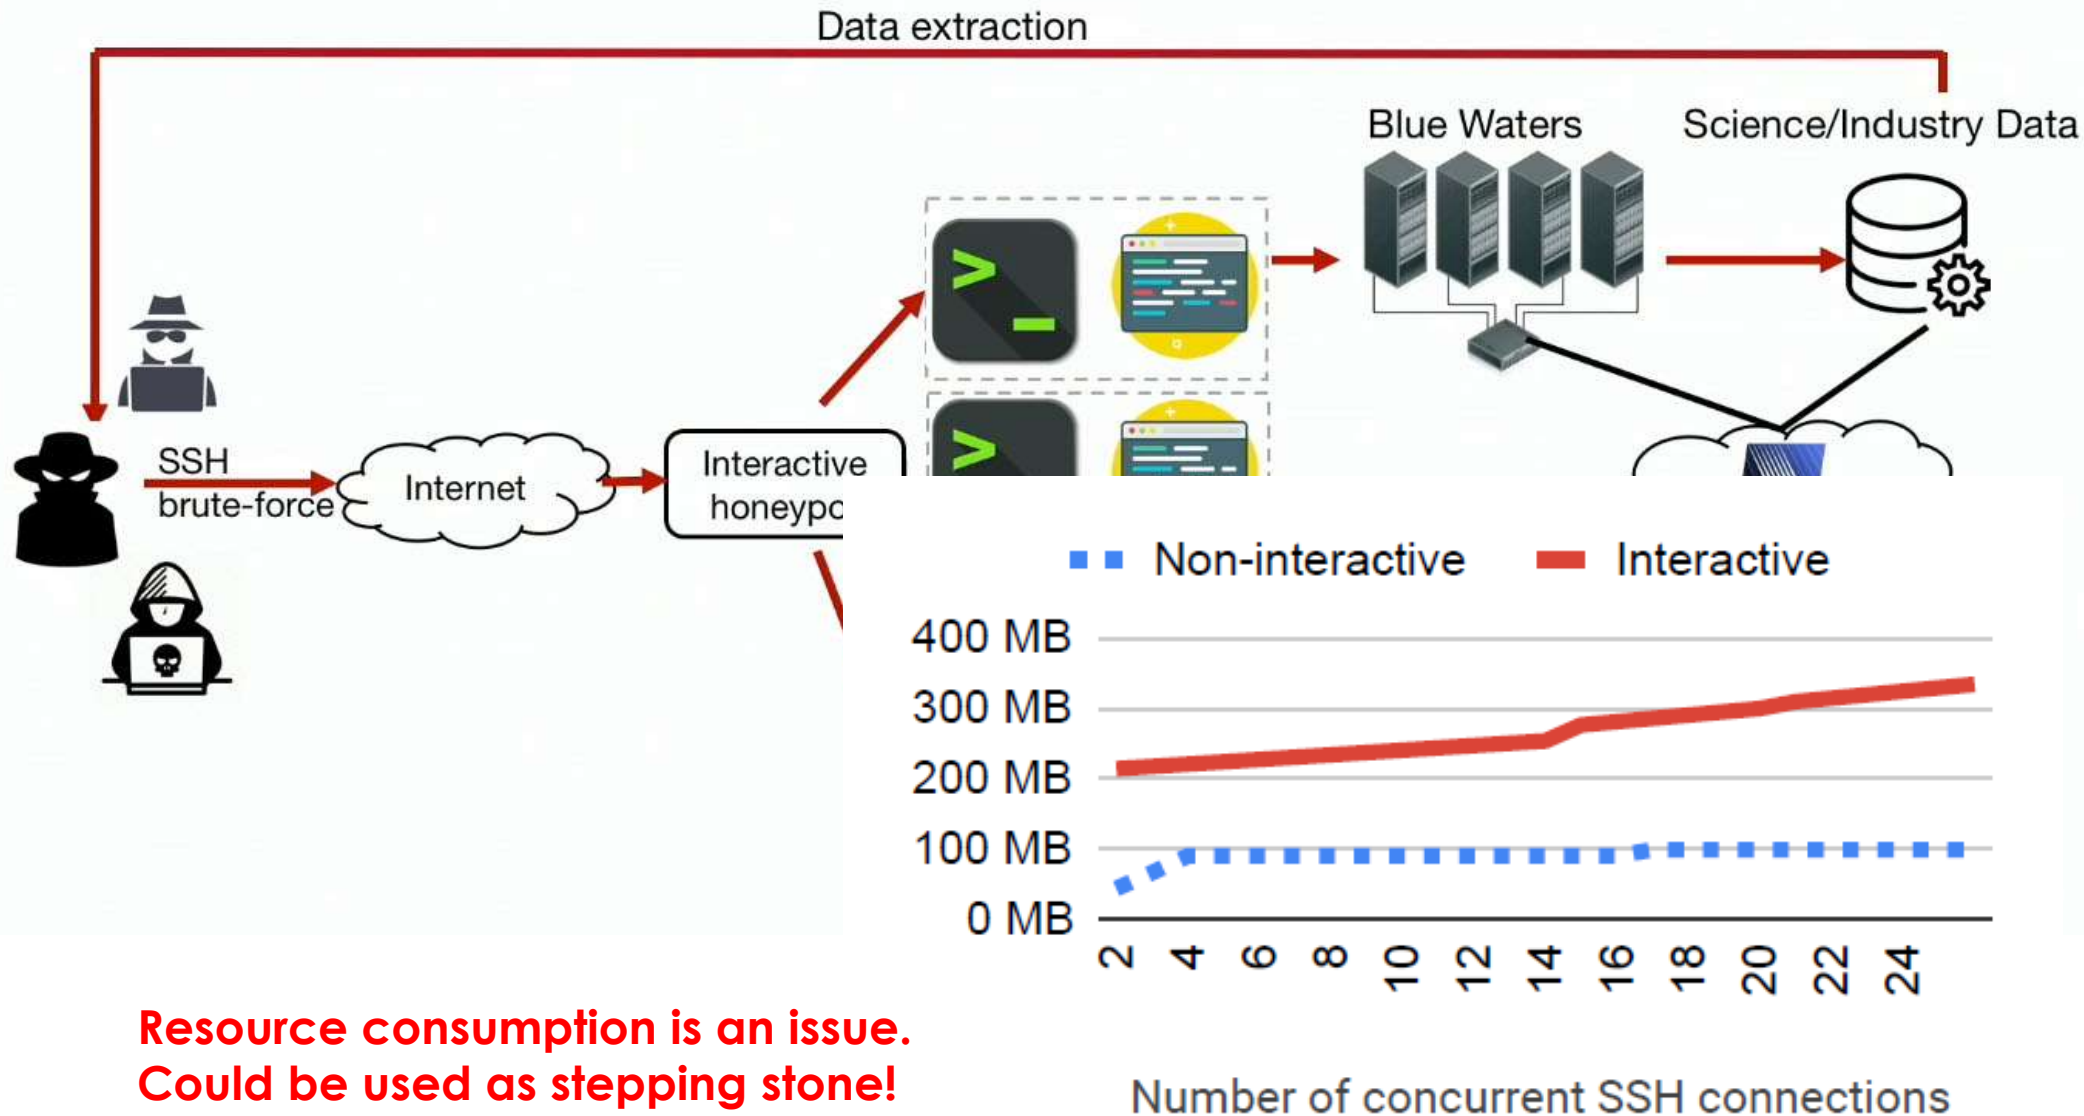 Data extraction
Blue Waters
Science/Industry Data
SSH
brute-force
Internet
Interactive
honeypo
Non-interactive
Interactive
400 MB
300 MB
200 MB
100 MB
0 MB
2 4 6 8 10 12 14 16 18 20 22 24
Number of concurrent SSH connections
Resource consumption is an issue.
Could be used as stepping stone!